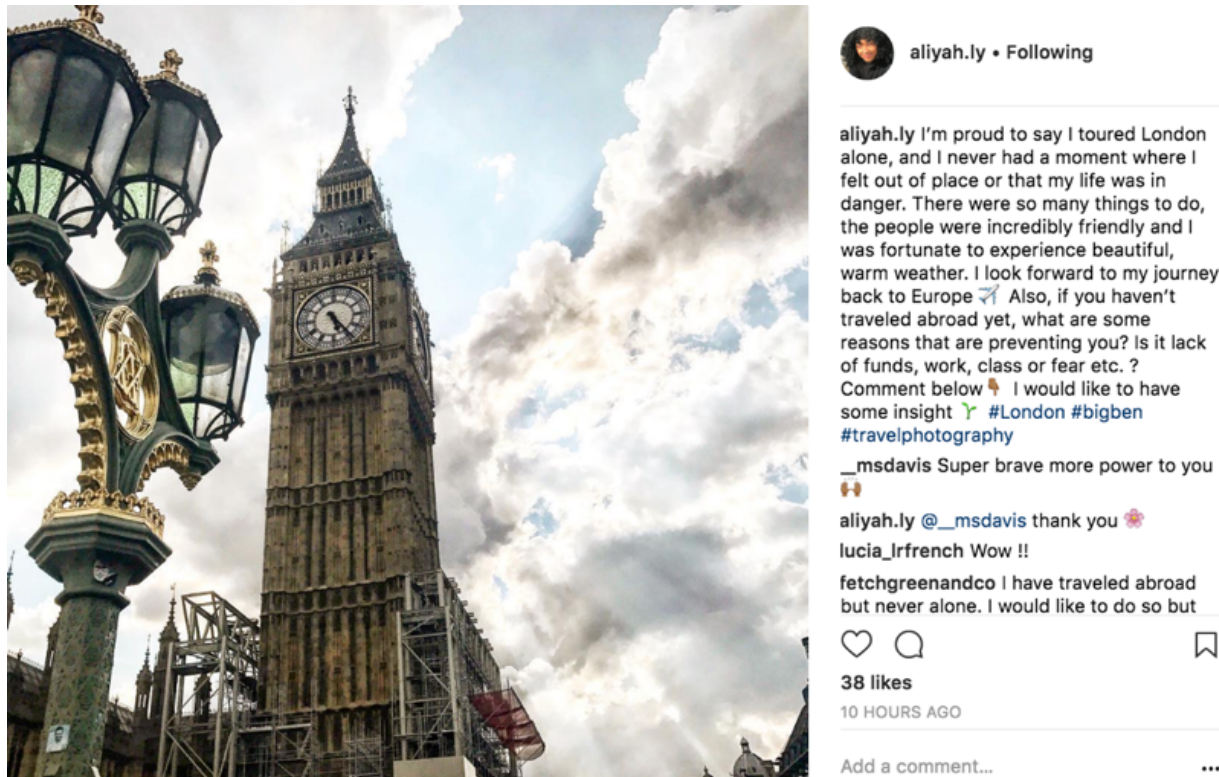 aliyah.ly • Following
aliyah.ly I'm proud to say I toured London
alone, and I never had a moment where I
felt out of place or that my life was in
danger. There were so many things to do,
the people were incredibly friendly and I
was fortunate to experience beautiful,
warm weather. I look forward to my journey
back to Europe ✈️ Also, if you haven't
traveled abroad yet, what are some
reasons that are preventing you? Is it lack
of funds, work, class or fear etc. ?
Comment below👇🏾 I would like to have
some insight 🌱 #London #bigben
#travelphotography
__msdavis Super brave more power to you
🙌🏾
aliyah.ly @__msdavis thank you 🌸
lucia_lrfrench Wow !!
fetchgreenandco I have traveled abroad
but never alone. I would like to do so but
38 likes
10 HOURS AGO
Add a comment...